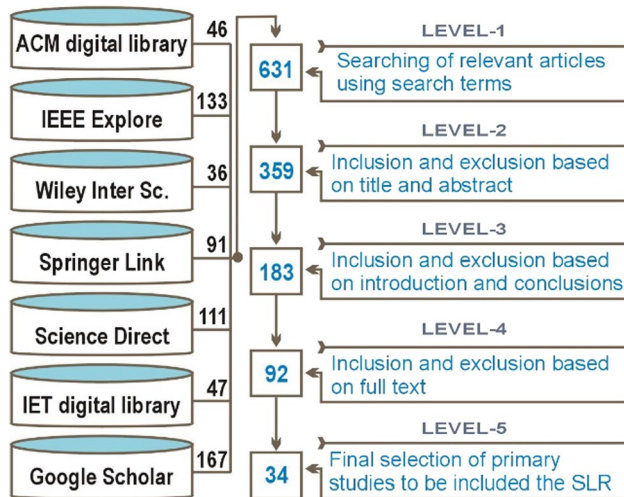 ACM digital library
46
IEEE Explore
133
Wiley Inter Sc.
36
Springer Link
91
Science Direct
111
IET digital library
47
Google Scholar
167
LEVEL-1
631
Searching of relevant articles
using search terms
LEVEL-2
359
Inclusion and exclusion based
on title and abstract
LEVEL-3
183
Inclusion and exclusion based
on introduction and conclusions
LEVEL-4
92
Inclusion and exclusion based
on full text
LEVEL-5
34
Final selection of primary
studies to be included the SLR